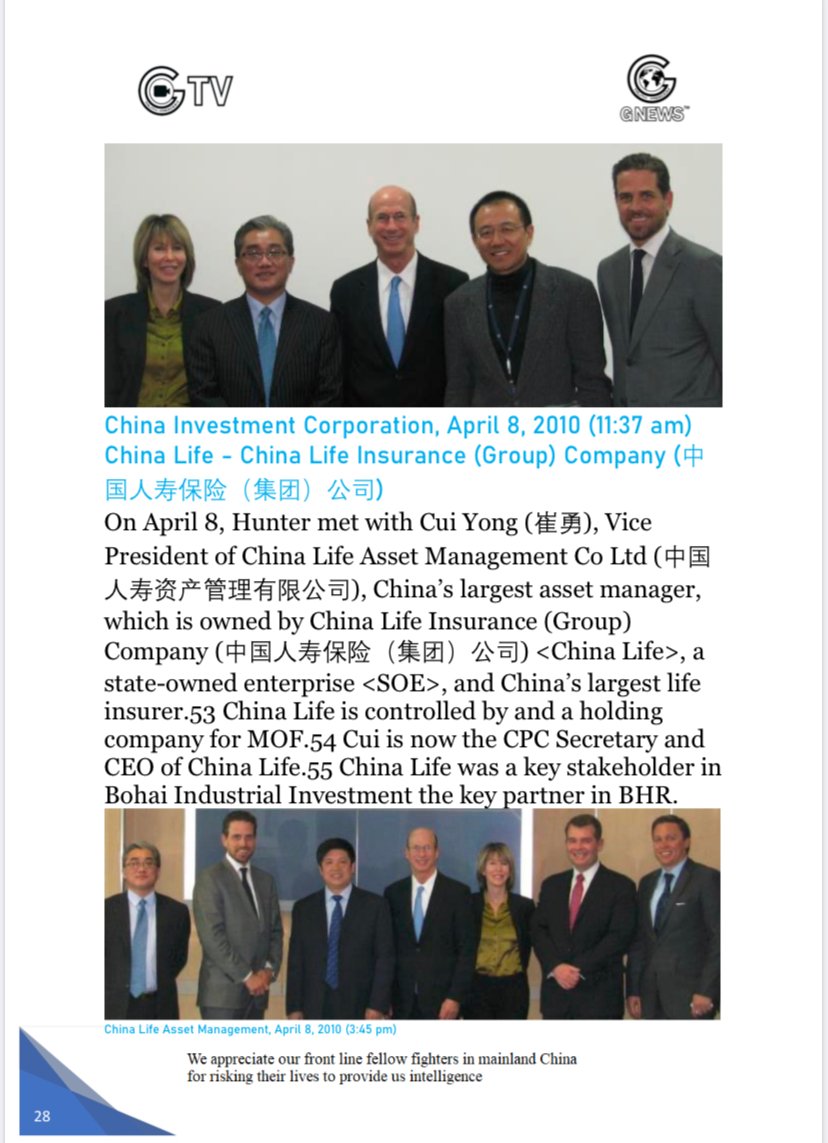 GTV
GNEWS™
China Investment Corporation, April 8, 2010 (11:37 am)
China Life - China Life Insurance (Group) Company (中
国人寿保险（集团）公司)
On April 8, Hunter met with Cui Yong (崔勇), Vice
President of China Life Asset Management Co Ltd (中国
人寿资产管理有限公司), China’s largest asset manager,
which is owned by China Life Insurance (Group)
Company (中国人寿保险（集团）公司) <China Life>, a
state-owned enterprise <SOE>, and China’s largest life
insurer.53 China Life is controlled by and a holding
company for MOF.54 Cui is now the CPC Secretary and
CEO of China Life.55 China Life was a key stakeholder in
Bohai Industrial Investment the key partner in BHR.
China Life Asset Management, April 8, 2010 (3:45 pm)
We appreciate our front line fellow fighters in mainland China
for risking their lives to provide us intelligence
28